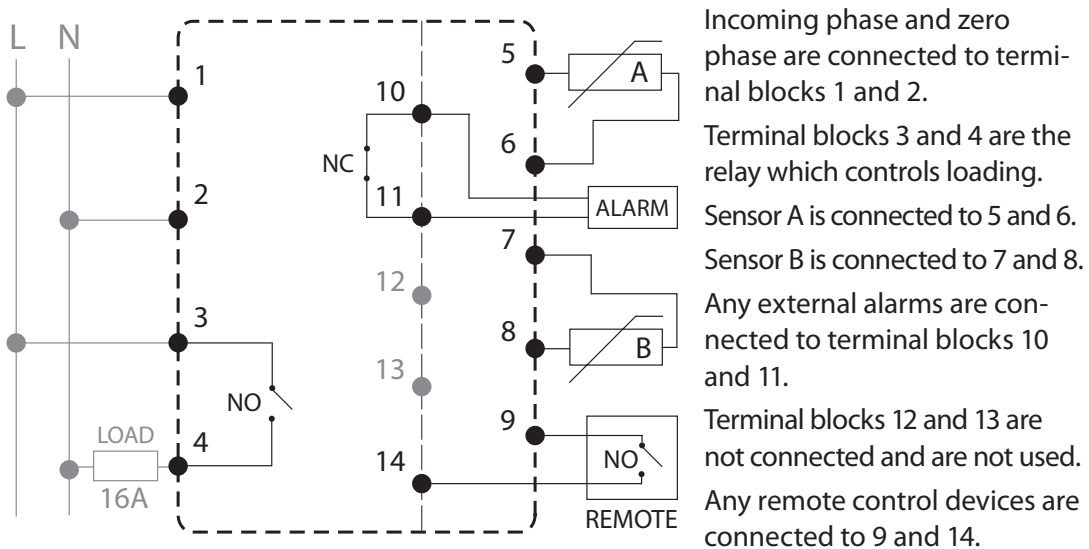 L N
1
2
3
4
5
6
7
8
9
10
11
12
13
14
NC
NO
LOAD
16A
A
ALARM
B
NO
REMOTE
Incoming phase and zero
phase are connected to termi-
nal blocks 1 and 2.
Terminal blocks 3 and 4 are the
relay which controls loading.
Sensor A is connected to 5 and 6.
Sensor B is connected to 7 and 8.
Any external alarms are con-
nected to terminal blocks 10
and 11.
Terminal blocks 12 and 13 are
not connected and are not used.
Any remote control devices are
connected to 9 and 14.